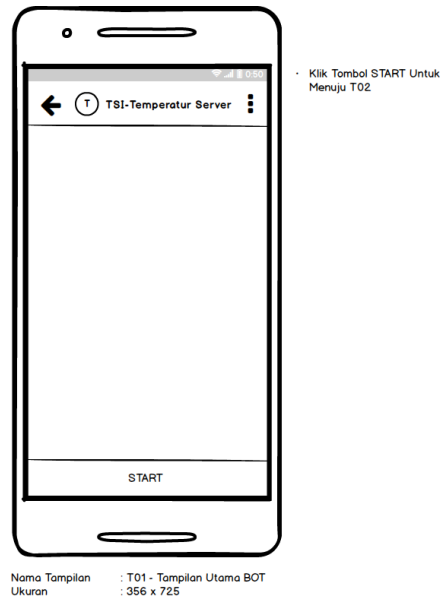 0:50
T TSI-Temperatur Server
Klik Tombol START Untuk
Menuju T02
START
Nama Tampilan : T01 - Tampilan Utama BOT
Ukuran : 356 x 725